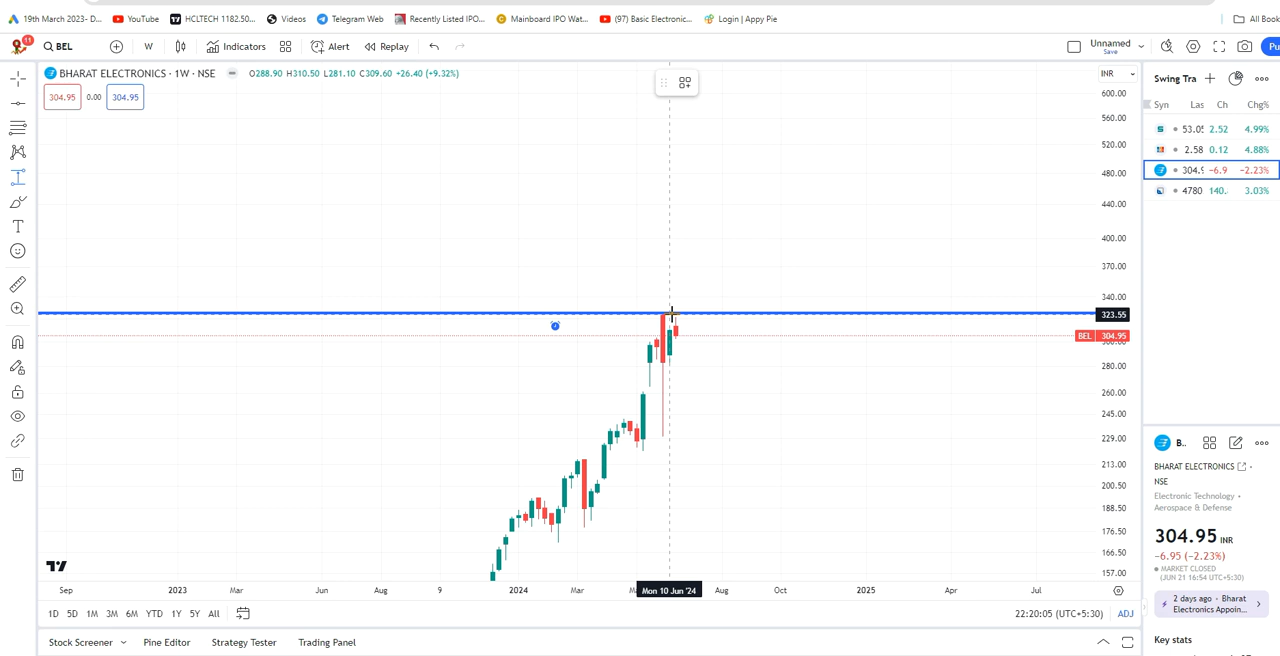 19th March 2023- D... YouTube HCLTECH 1182.50... Videos Telegram Web Recently Listed IPO... Mainboard IPO Wat... (97) Basic Electronic... Login | Appy Pie All Book
11 BEL W Indicators Alert Replay Unnamed Save Pu
BHARAT ELECTRONICS · 1W · NSE O288.90 H310.50 L281.10 C309.60 +26.40 (+9.32%) INR
304.95 0.00 304.95
600.00
560.00
520.00
480.00
440.00
400.00
370.00
340.00
323.55
BEL 304.95
280.00
260.00
245.00
229.00
213.00
200.50
188.50
176.50
166.50
157.00
Sep 2023 Mar Jun Aug 9 2024 Mar Mon 10 Jun '24 Aug Oct 2025 Apr Jul
1D 5D 1M 3M 6M YTD 1Y 5Y All 22:20:05 (UTC+5:30) ADJ
Stock Screener Pine Editor Strategy Tester Trading Panel
Swing Tra
Syn Las Ch Chg%
53.05 2.52 4.99%
2.58 0.12 4.88%
304.9 −6.9 −2.23%
4780 140. 3.03%
B..
BHARAT ELECTRONICS ·
NSE
Electronic Technology •
Aerospace & Defense
304.95 INR
−6.95 (−2.23%)
MARKET CLOSED
(JUN 21 16:54 UTC+5:30)
2 days ago · Bharat
Electronics Appoin...
Key stats